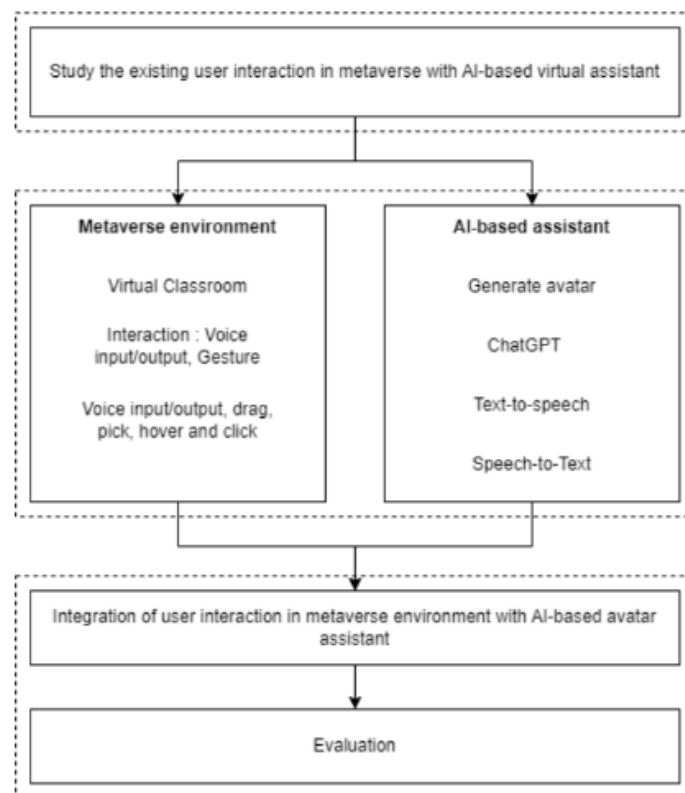 Study the existing user interaction in metaverse with AI-based virtual assistant
Metaverse environment
Virtual Classroom
Interaction : Voice
input/output, Gesture
Voice input/output, drag,
pick, hover and click
AI-based assistant
Generate avatar
ChatGPT
Text-to-speech
Speech-to-Text
Integration of user interaction in metaverse environment with AI-based avatar
assistant
Evaluation